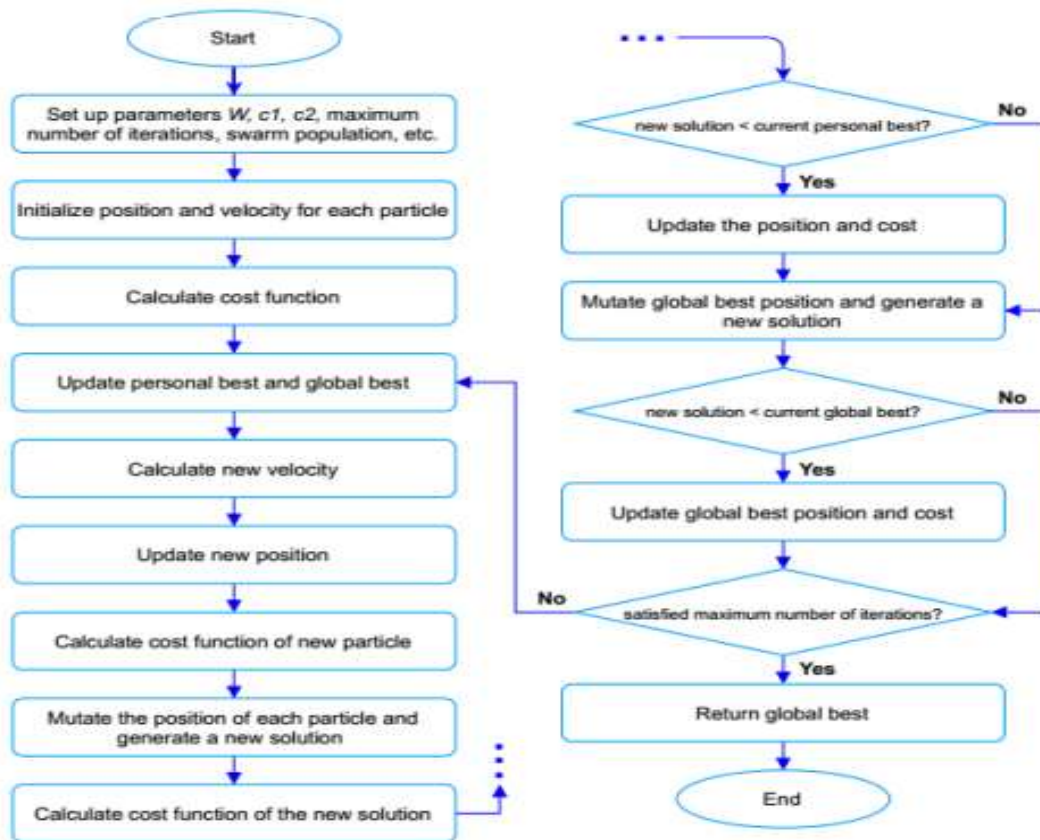 Start
Set up parameters W, c1, c2, maximum
number of iterations, swarm population, etc.
Initialize position and velocity for each particle
Calculate cost function
Update personal best and global best
Calculate new velocity
Update new position
Calculate cost function of new particle
Mutate the position of each particle and
generate a new solution
Calculate cost function of the new solution
new solution < current personal best?
No
Yes
Update the position and cost
Mutate global best position and generate a
new solution
new solution < current global best?
No
Yes
Update global best position and cost
No
satisfied maximum number of iterations?
Yes
Return global best
End